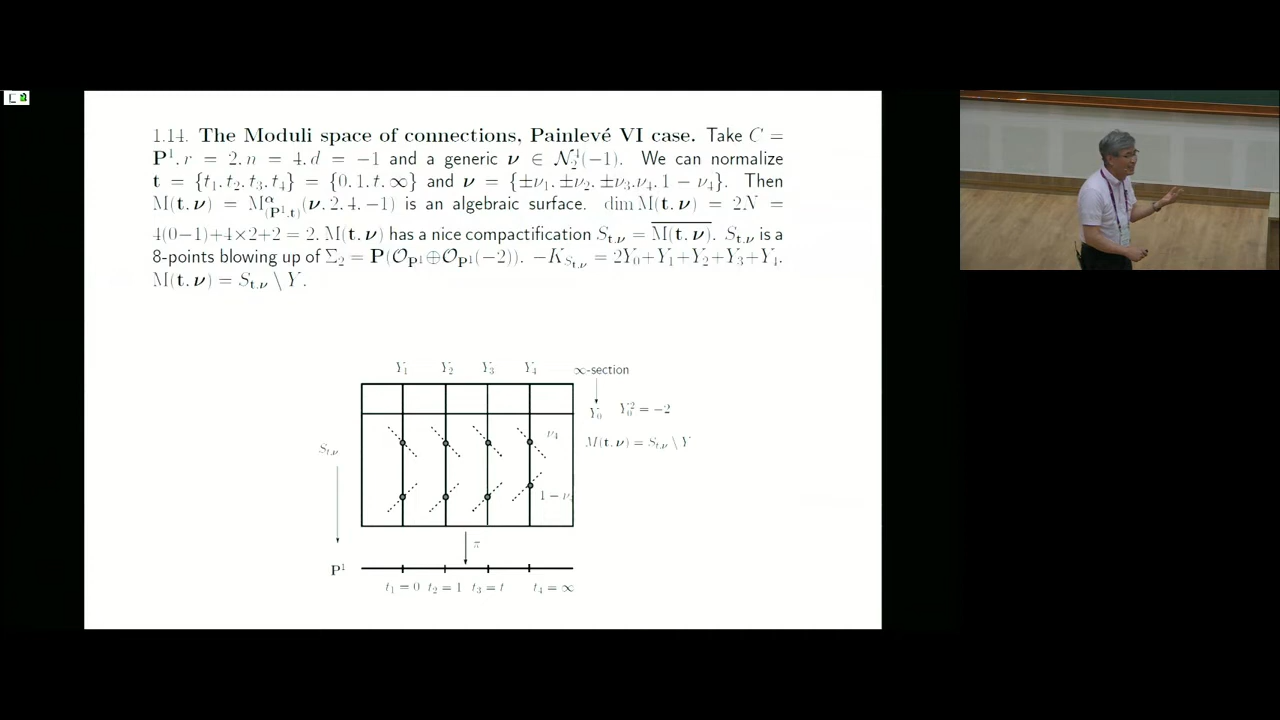 1.14. The Moduli space of connections, Painlevé VI case. Take C =
P¹, r = 2, n = 4, d = −1 and a generic ν ∈ N₂⁴(−1). We can normalize
t = {t₁, t₂, t₃, t₄} = {0, 1, t, ∞} and ν = {±ν₁, ±ν₂, ±ν₃, ν₄, 1 − ν₄}. Then
M(t, ν) = M^α_(P¹,t)(ν, 2, 4, −1) is an algebraic surface. dim M(t, ν) = 2N =
4(0−1)+4×2+2 = 2. M(t, ν) has a nice compactification S_t,ν = \overline{M(t, ν)}. S_t,ν is a
8-points blowing up of Σ₂ = P(O_P¹ ⊕ O_P¹(−2)). −K_S_t,ν = 2Y₀+Y₁+Y₂+Y₃+Y₄.
M(t, ν) = S_t,ν \ Y.
Y₁ Y₂ Y₃ Y₄ ∞-section
Y₀ Y₀² = −2
ν₄ M(t, ν) = S_t,ν \ Y
S_t,ν
1 − ν
π
P¹
t₁ = 0 t₂ = 1 t₃ = t t₄ = ∞